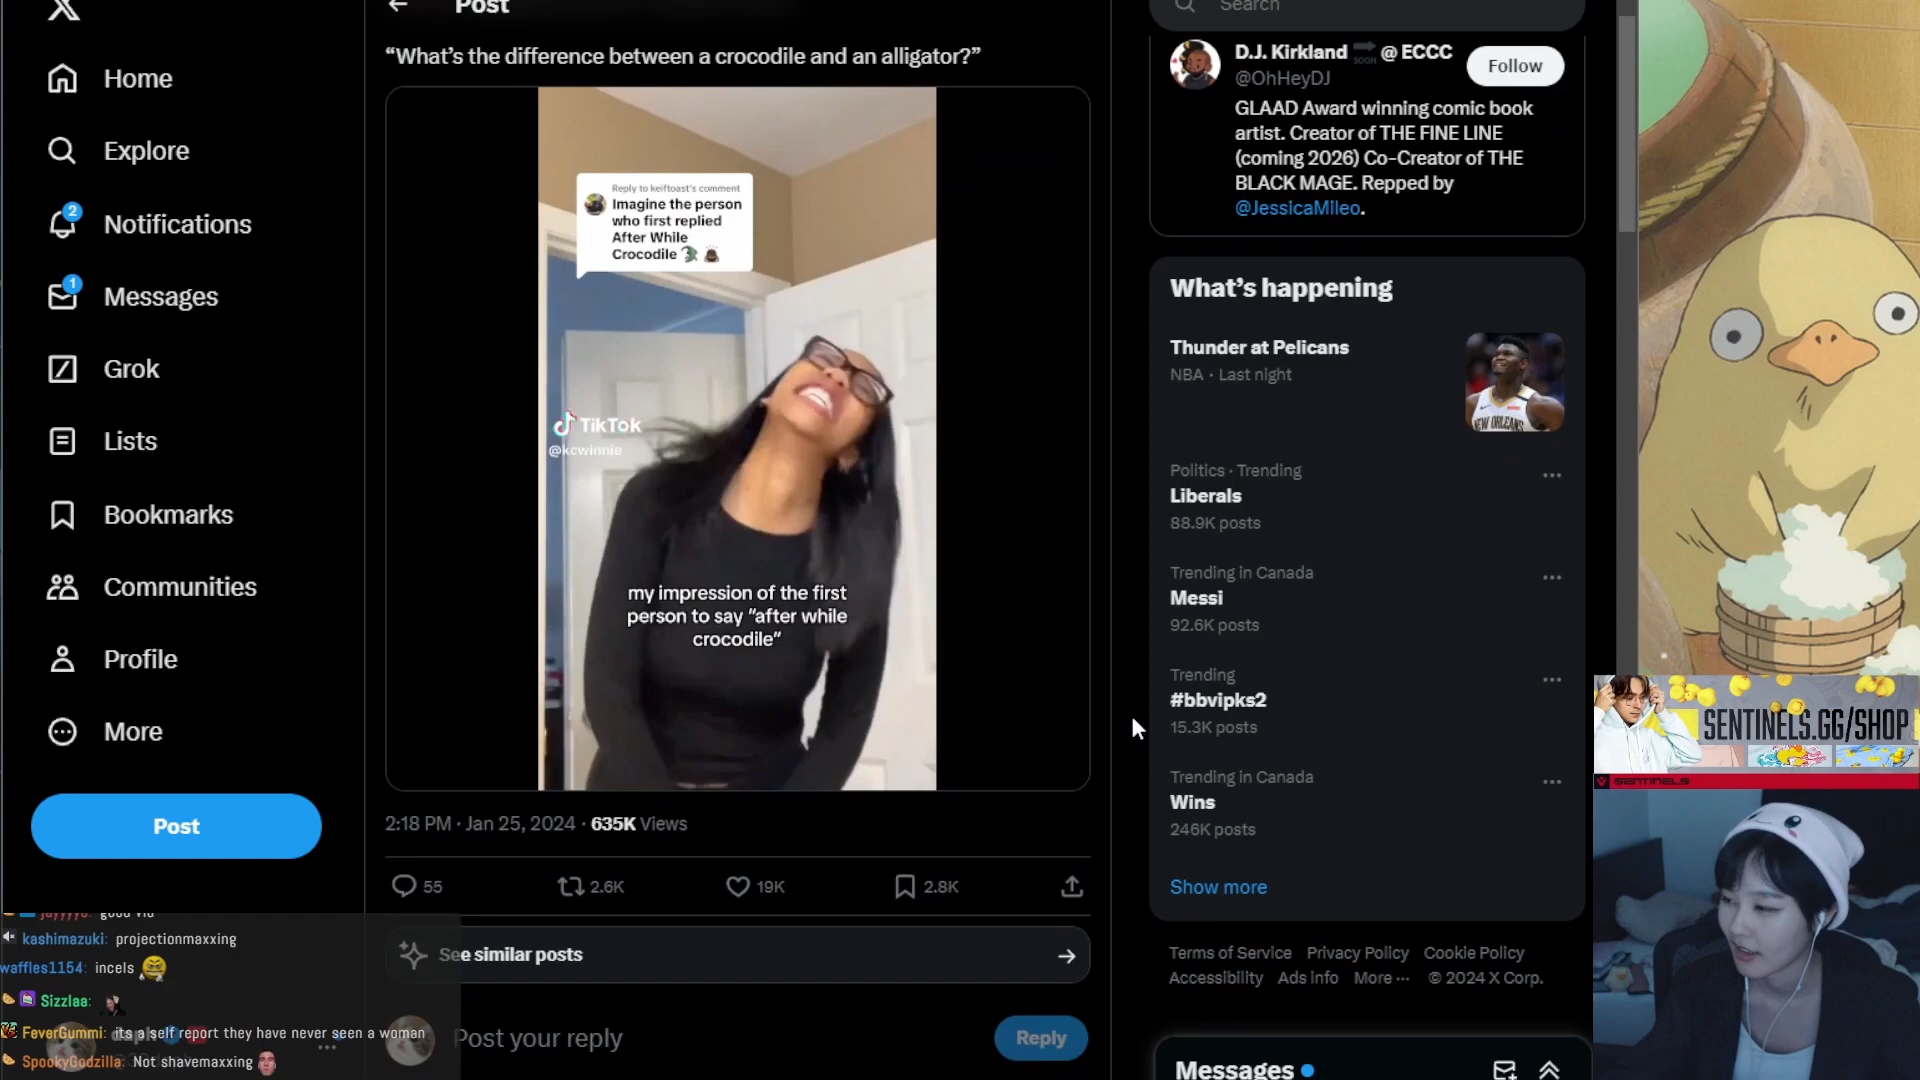 Home
Explore
2
Notifications
1
Messages
Grok
Lists
Bookmarks
Communities
Profile
More
Post
Post
“What’s the difference between a crocodile and an alligator?”
Reply to keiftoast's comment
Imagine the person
who first replied
After While
Crocodile
TikTok
@kcwinnie
my impression of the first
person to say “after while
crocodile”
2:18 PM · Jan 25, 2024 · 635K Views
55
2.6K
19K
2.8K
See similar posts
Post your reply
Reply
Search
D.J. Kirkland SOON @ ECCC
@OhHeyDJ
Follow
GLAAD Award winning comic book
artist. Creator of THE FINE LINE
(coming 2026) Co-Creator of THE
BLACK MAGE. Repped by
@JessicaMileo.
What’s happening
Thunder at Pelicans
NBA · Last night
NEW ORLEANS
Politics · Trending
Liberals
88.9K posts
Trending in Canada
Messi
92.6K posts
Trending
#bbvipks2
15.3K posts
Trending in Canada
Wins
246K posts
Show more
Terms of Service Privacy Policy Cookie Policy
Accessibility Ads info More ··· © 2024 X Corp.
Messages
jayyyyo: good vid
kashimazuki: projectionmaxxing
waffles1154: incels
Sizzlaa:
FeverGummi: its a self report they have never seen a woman
SpookyGodzilla: Not shavemaxxing
SENTINELS.GG/SHOP
SENTINELS